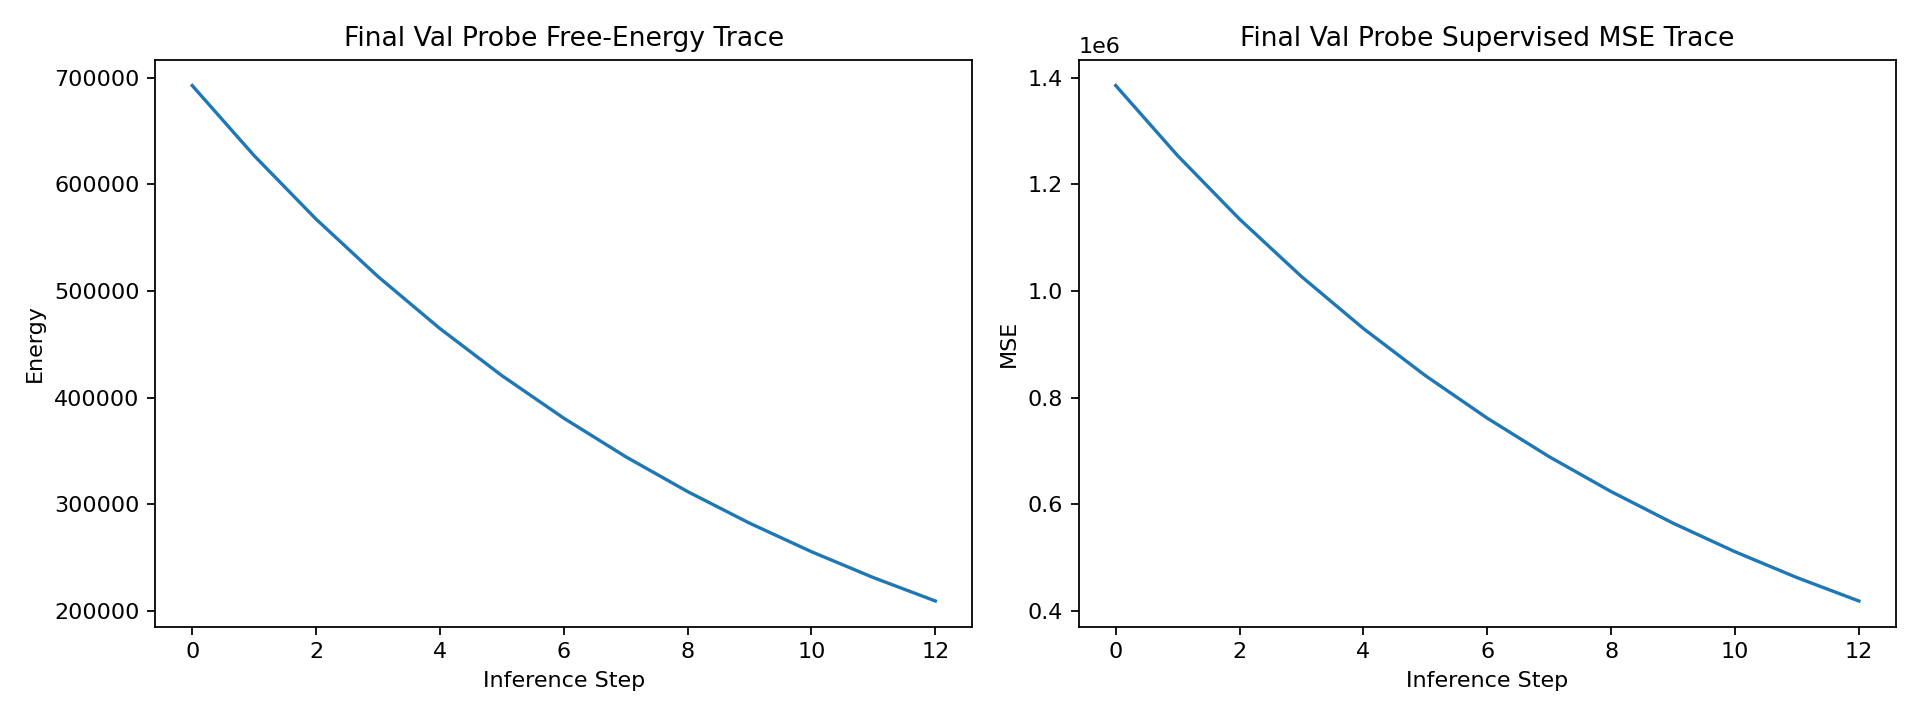 Final Val Probe Free-Energy Trace
700000
600000
500000
400000
300000
200000
Energy
0 2 4 6 8 10 12
Inference Step
Final Val Probe Supervised MSE Trace
1e6
1.4
1.2
1.0
0.8
0.6
0.4
MSE
0 2 4 6 8 10 12
Inference Step